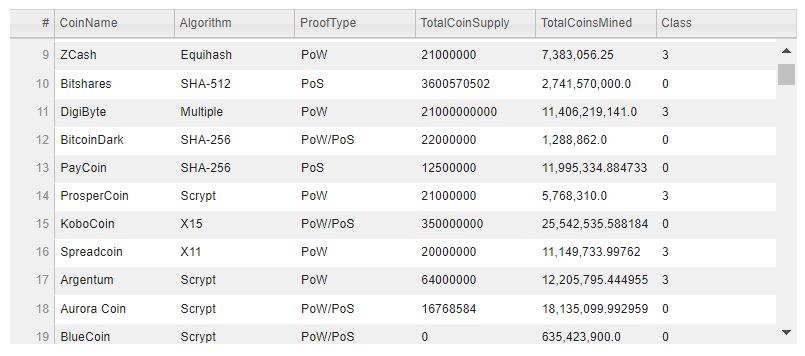 # CoinName Algorithm ProofType TotalCoinSupply TotalCoinsMined Class
9 ZCash Equihash PoW 21000000 7,383,056.25 3
10 Bitshares SHA-512 PoS 3600570502 2,741,570,000.0 0
11 DigiByte Multiple PoW 21000000000 11,406,219,141.0 3
12 BitcoinDark SHA-256 PoW/PoS 22000000 1,288,862.0 0
13 PayCoin SHA-256 PoS 12500000 11,995,334.884733 0
14 ProsperCoin Scrypt PoW 21000000 5,768,310.0 3
15 KoboCoin X15 PoW/PoS 350000000 25,542,535.588184 0
16 Spreadcoin X11 PoW 20000000 11,149,733.99762 3
17 Argentum Scrypt PoW 64000000 12,205,795.444955 3
18 Aurora Coin Scrypt PoW/PoS 16768584 18,135,099.992959 0
19 BlueCoin Scrypt PoW/PoS 0 635,423,900.0 0